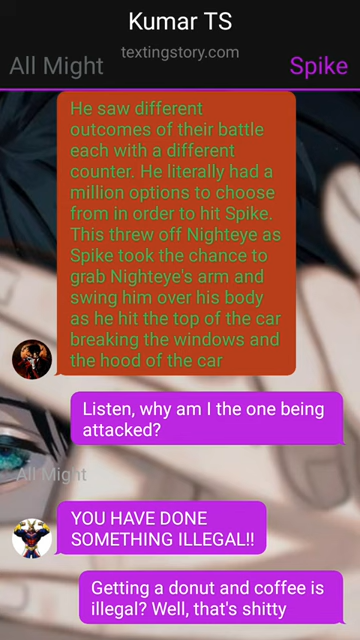 Kumar TS
textingstory.com
All Might
Spike
He saw different
outcomes of their battle
each with a different
counter. He literally had a
million options to choose
from in order to hit Spike.
This threw off Nighteye as
Spike took the chance to
grab Nighteye's arm and
swing him over his body
as he hit the top of the car
breaking the windows and
the hood of the car
Listen, why am I the one being
attacked?
All Might
YOU HAVE DONE
SOMETHING ILLEGAL!!
Getting a donut and coffee is
illegal? Well, that's shitty